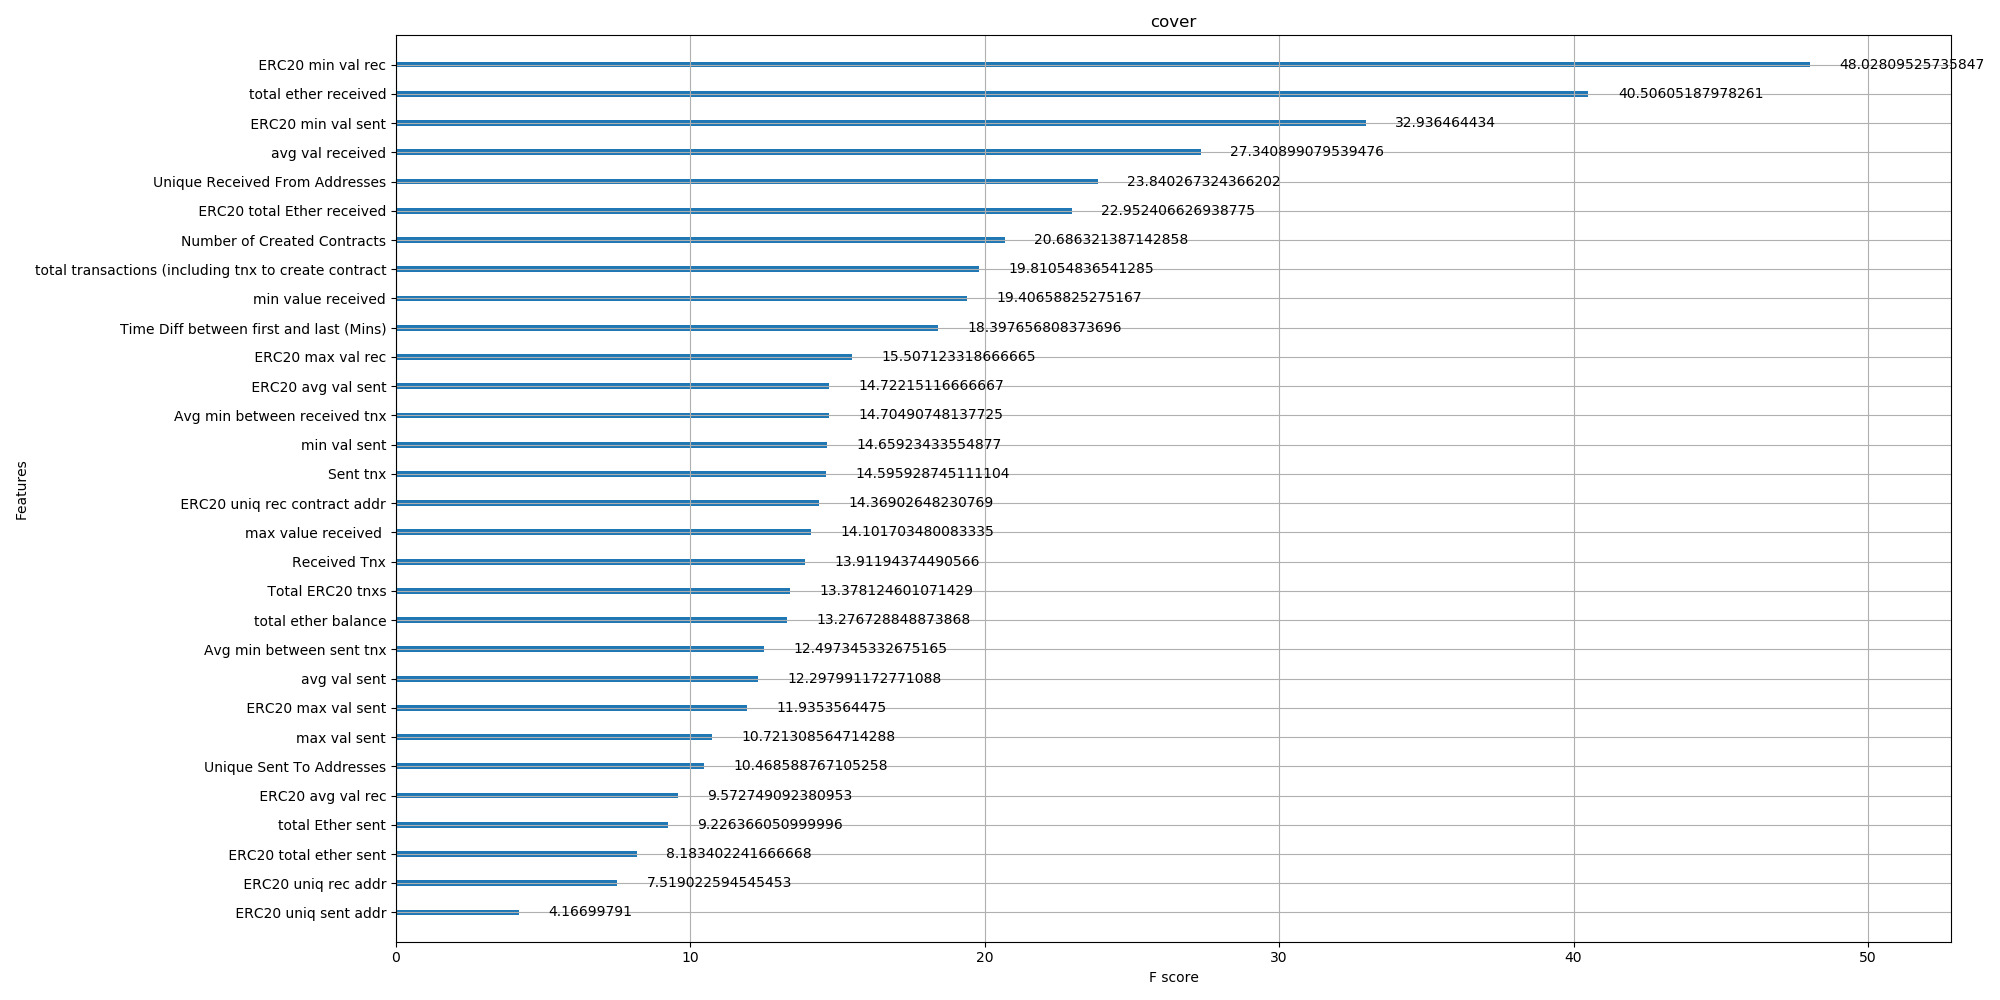 cover
ERC20 min val rec 48.02809525735847
total ether received 40.50605187978261
ERC20 min val sent 32.936464434
avg val received 27.340899079539476
Unique Received From Addresses 23.840267324366202
ERC20 total Ether received 22.952406626938775
Number of Created Contracts 20.686321387142858
total transactions (including tnx to create contract 19.81054836541285
min value received 19.40658825275167
Time Diff between first and last (Mins) 18.397656808373696
ERC20 max val rec 15.507123318666665
ERC20 avg val sent 14.72215116666667
Avg min between received tnx 14.70490748137725
min val sent 14.65923433554877
Sent tnx 14.595928745111104
ERC20 uniq rec contract addr 14.36902648230769
max value received 14.101703480083335
Received Tnx 13.91194374490566
Total ERC20 tnxs 13.378124601071429
total ether balance 13.276728848873868
Avg min between sent tnx 12.497345332675165
avg val sent 12.297991172771088
ERC20 max val sent 11.9353564475
max val sent 10.721308564714288
Unique Sent To Addresses 10.468588767105258
ERC20 avg val rec 9.572749092380953
total Ether sent 9.226366050999996
ERC20 total ether sent 8.183402241666668
ERC20 uniq rec addr 7.519022594545453
ERC20 uniq sent addr 4.16699791
0 10 20 30 40 50
F score
Features